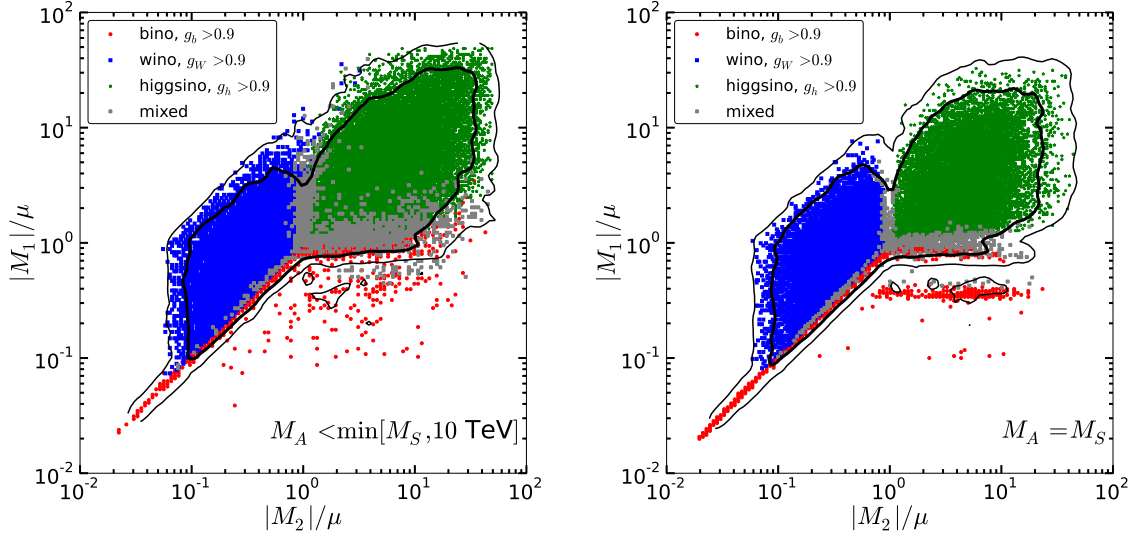 bino, g_b >0.9
wino, g_W >0.9
higgsino, g_h >0.9
mixed
10^2
10^1
10^0
10^-1
10^-2
|M_1|/μ
M_A <min[M_S,10 TeV]
10^-2 10^-1 10^0 10^1 10^2
|M_2|/μ
bino, g_b >0.9
wino, g_W >0.9
higgsino, g_h >0.9
mixed
10^2
10^1
10^0
10^-1
10^-2
|M_1|/μ
M_A =M_S
10^-2 10^-1 10^0 10^1 10^2
|M_2|/μ